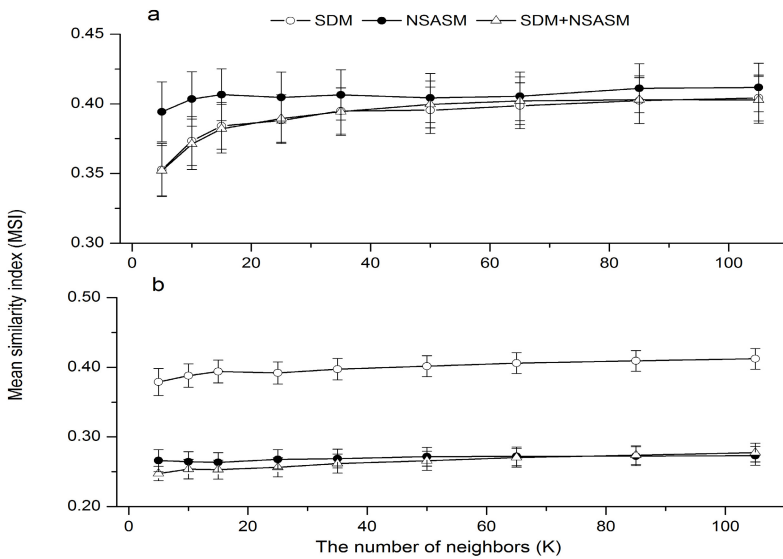 a
SDM NSASM SDM+NSASM
0.45
0.40
0.35
0.30
0 20 40 60 80 100
b
0.50
0.40
0.30
0.20
0 20 40 60 80 100
Mean similarity index (MSI)
The number of neighbors (K)